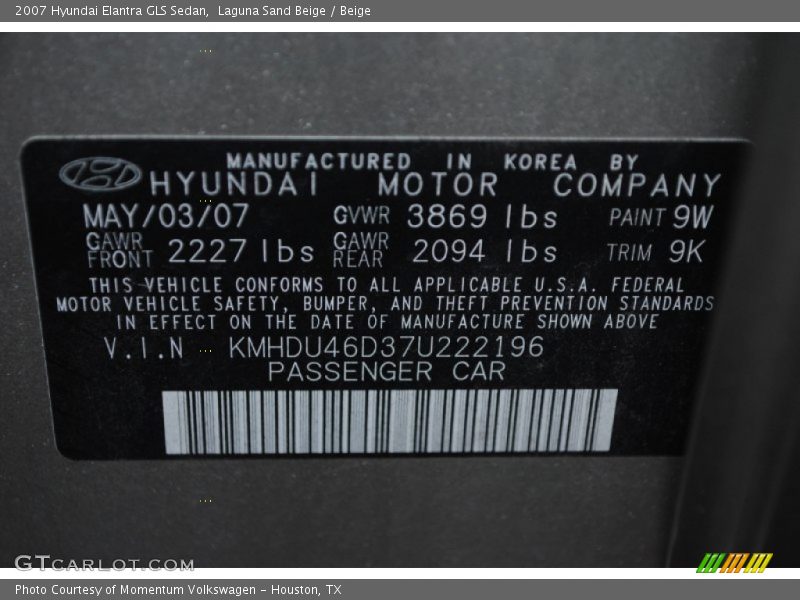 2007 Hyundai Elantra GLS Sedan,  Laguna Sand Beige / Beige
MANUFACTURED IN KOREA BY
HYUNDAI MOTOR COMPANY
MAY/03/07 GVWR 3869 lbs PAINT 9W
GAWR FRONT 2227 lbs GAWR REAR 2094 lbs TRIM 9K
THIS VEHICLE CONFORMS TO ALL APPLICABLE U.S.A. FEDERAL
MOTOR VEHICLE SAFETY, BUMPER, AND THEFT PREVENTION STANDARDS
IN EFFECT ON THE DATE OF MANUFACTURE SHOWN ABOVE
V.I.N KMHDU46D37U222196
PASSENGER CAR
GTCARLOT.COM
Photo Courtesy of Momentum Volkswagen - Houston, TX